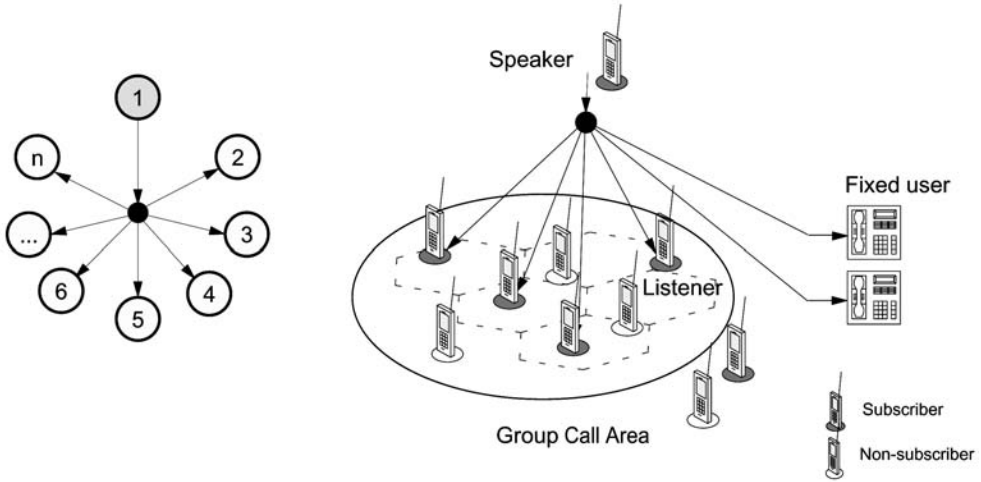 1
n
2
...
3
6
4
5
Speaker
Fixed user
Listener
Group Call Area
Subscriber
Non-subscriber